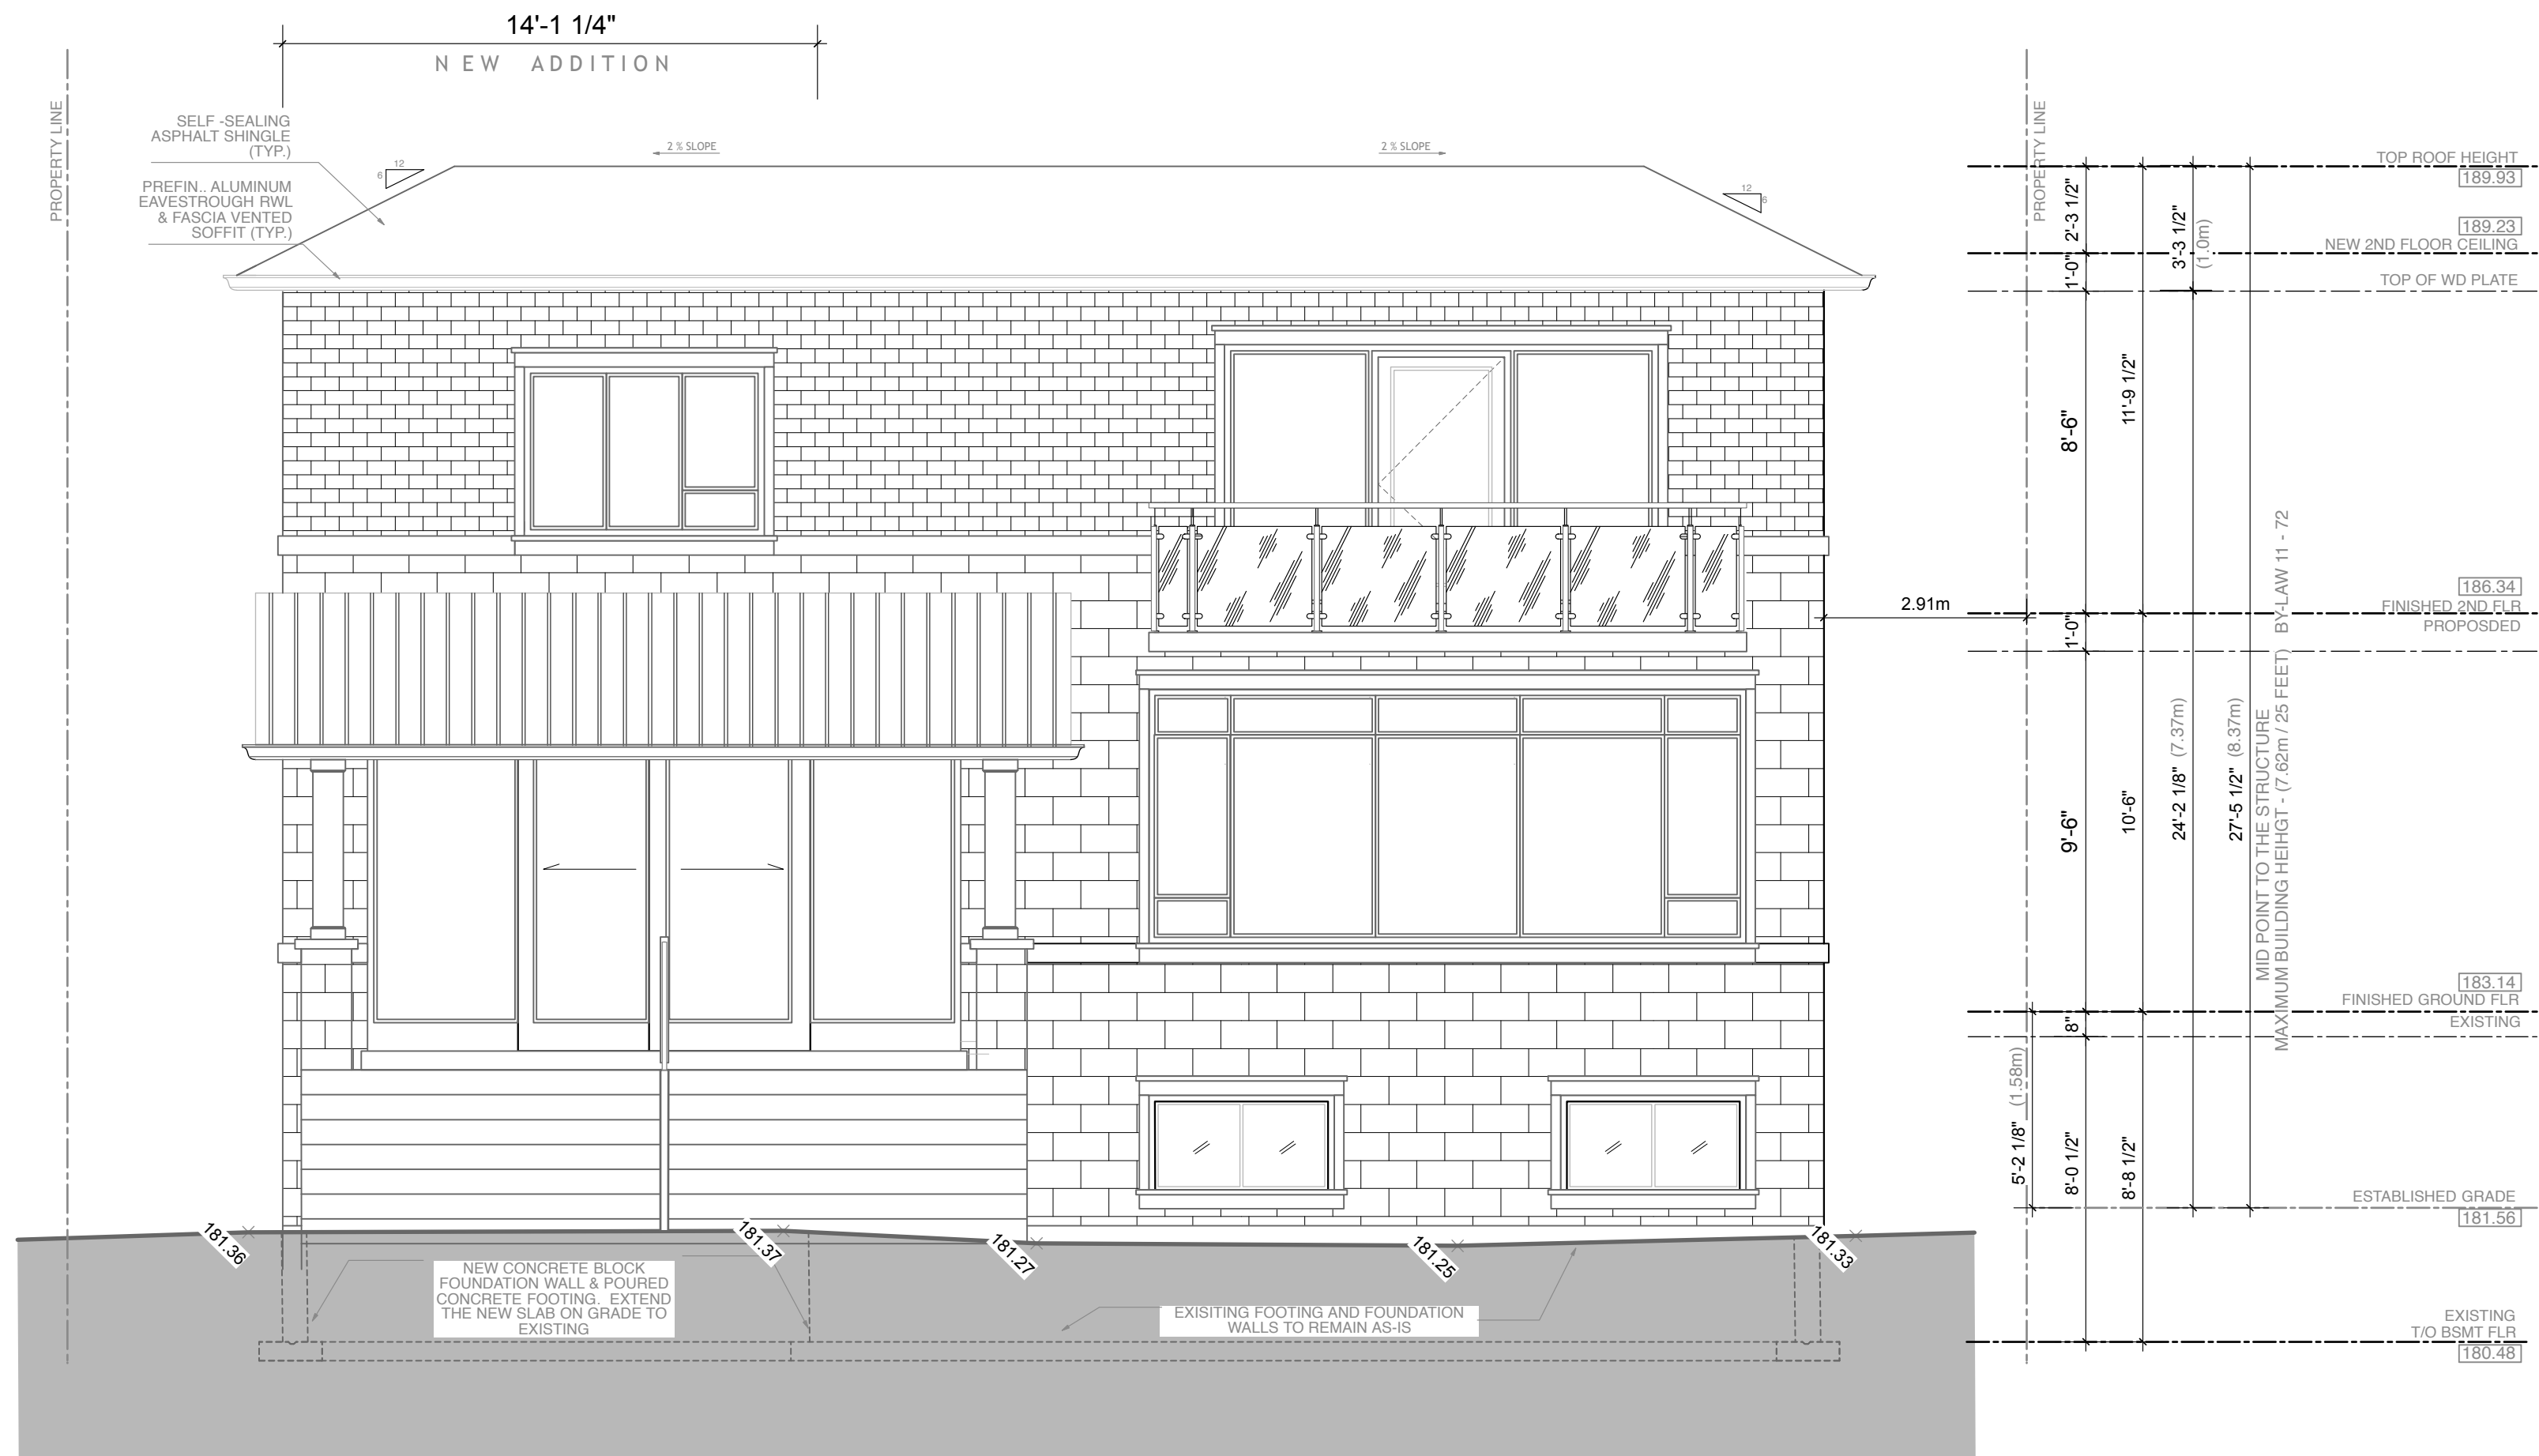 14'-1 1/4"
NEW ADDITION
PROPERTY LINE
SELF -SEALING
ASPHALT SHINGLE
(TYP.)
PREFIN.. ALUMINUM
EAVESTROUGH RWL
& FASCIA VENTED
SOFFIT (TYP.)
12
6
2 % SLOPE
2 % SLOPE
12
6
PROPERTY LINE
2.91m
2'-3 1/2"
1'-0"
8'-6"
1'-0"
9'-6"
8"
8'-0 1/2"
5'-2 1/8" (1.58m)
11'-9 1/2"
10'-6"
8'-8 1/2"
3'-3 1/2"
(1.0m)
24'-2 1/8" (7.37m)
27'-5 1/2" (8.37m)
MID POINT TO THE STRUCTURE
MAXIMUM BUILDING HEIHGT - (7.62m / 25 FEET) BY-LAW 11 - 72
TOP ROOF HEIGHT
189.93
189.23
NEW 2ND FLOOR CEILING
TOP OF WD PLATE
186.34
FINISHED 2ND FLR
PROPOSDED
183.14
FINISHED GROUND FLR
EXISTING
ESTABLISHED GRADE
181.56
EXISTING
T/O BSMT FLR
180.48
181.36
181.37
181.27
181.25
181.33
NEW CONCRETE BLOCK
FOUNDATION WALL & POURED
CONCRETE FOOTING. EXTEND
THE NEW SLAB ON GRADE TO
EXISTING
EXISITING FOOTING AND FOUNDATION
WALLS TO REMAIN AS-IS